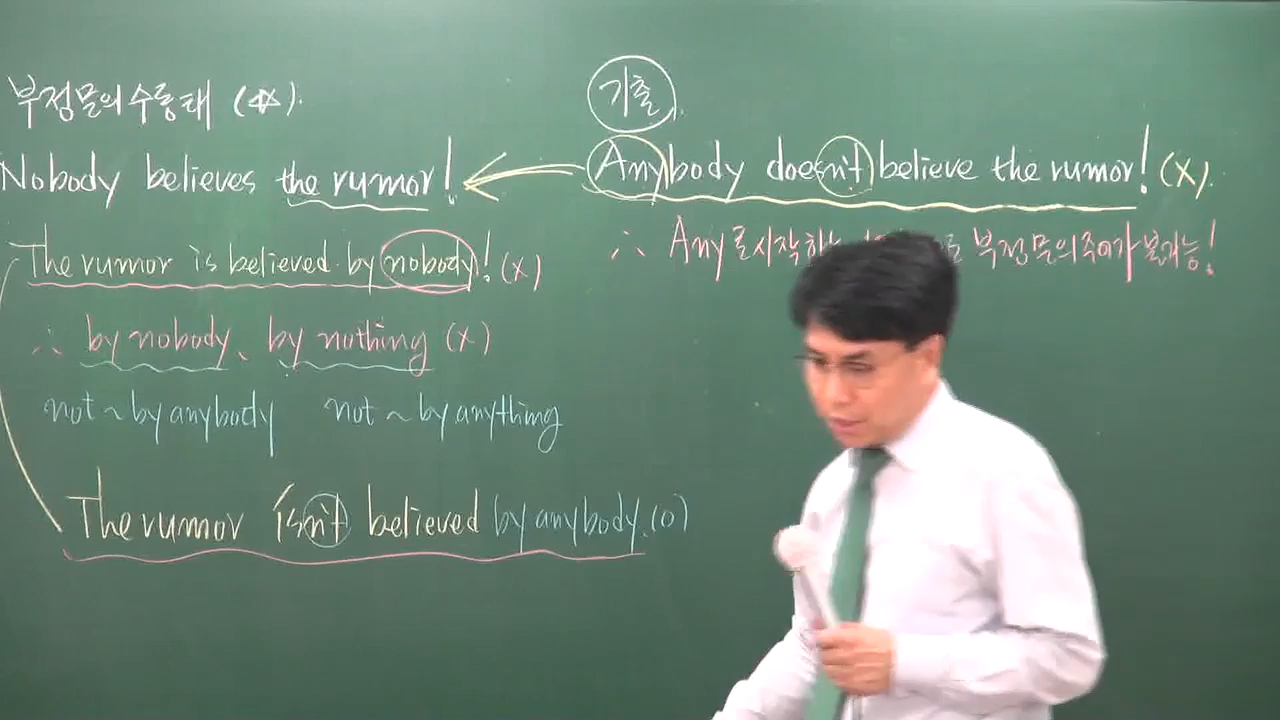 부정문의 수동태 (☆).
Nobody believes the rumor!
The rumor is believed by nobody! (X)
∴ by nobody、 by nothing (X)
not ~ by anybody not ~ by anything
The rumor isn't believed by anybody. (O)
기출
Anybody doesn't believe the rumor! (X).
∴ Any로 시작하는 로 부정문의 주어가 불가능!